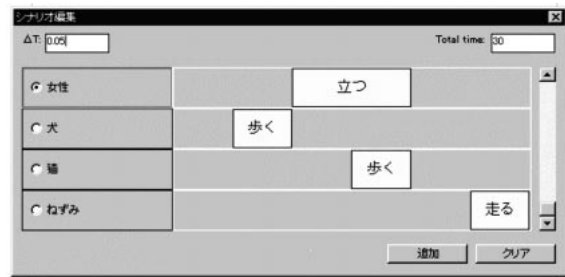 シナリオ編集
ΔT: 0.05 Total time: 30
女性 立つ
犬 歩く
猫 歩く
ねずみ 走る
追加 クリア